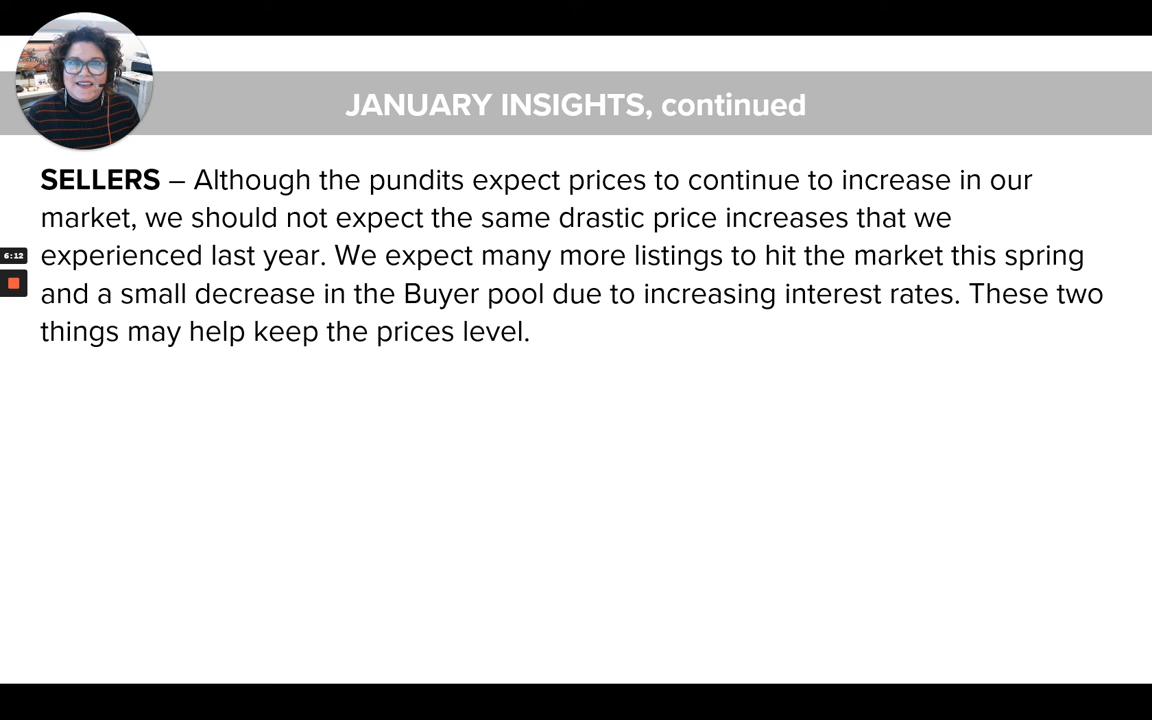 JANUARY INSIGHTS, continued
SELLERS – Although the pundits expect prices to continue to increase in our
market, we should not expect the same drastic price increases that we
experienced last year. We expect many more listings to hit the market this spring
and a small decrease in the Buyer pool due to increasing interest rates. These two
things may help keep the prices level.
6:12